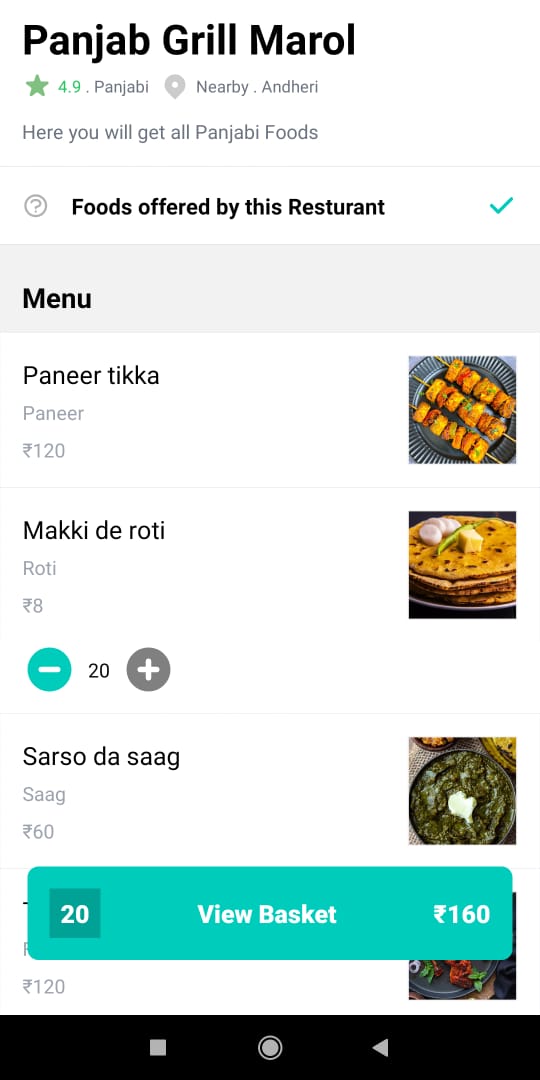 Panjab Grill Marol
4.9 . Panjabi Nearby . Andheri
Here you will get all Panjabi Foods
Foods offered by this Resturant
Menu
Paneer tikka
Paneer
₹120
Makki de roti
Roti
₹8
20
Sarso da saag
Saag
₹60
20 View Basket ₹160
₹120